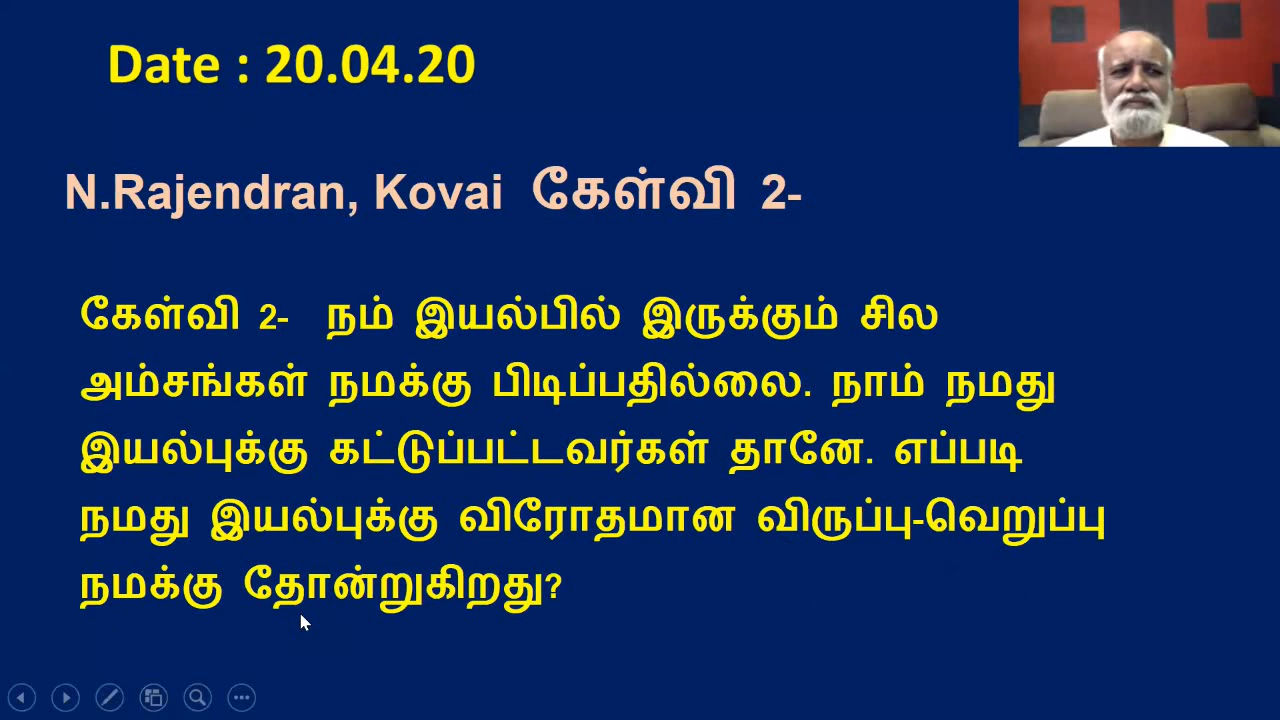 Date : 20.04.20
N.Rajendran, Kovai கேள்வி 2-
கேள்வி 2- நம் இயல்பில் இருக்கும் சில
அம்சங்கள் நமக்கு பிடிப்பதில்லை. நாம் நமது
இயல்புக்கு கட்டுப்பட்டவர்கள் தானே. எப்படி
நமது இயல்புக்கு விரோதமான விருப்பு-வெறுப்பு
நமக்கு தோன்றுகிறது?